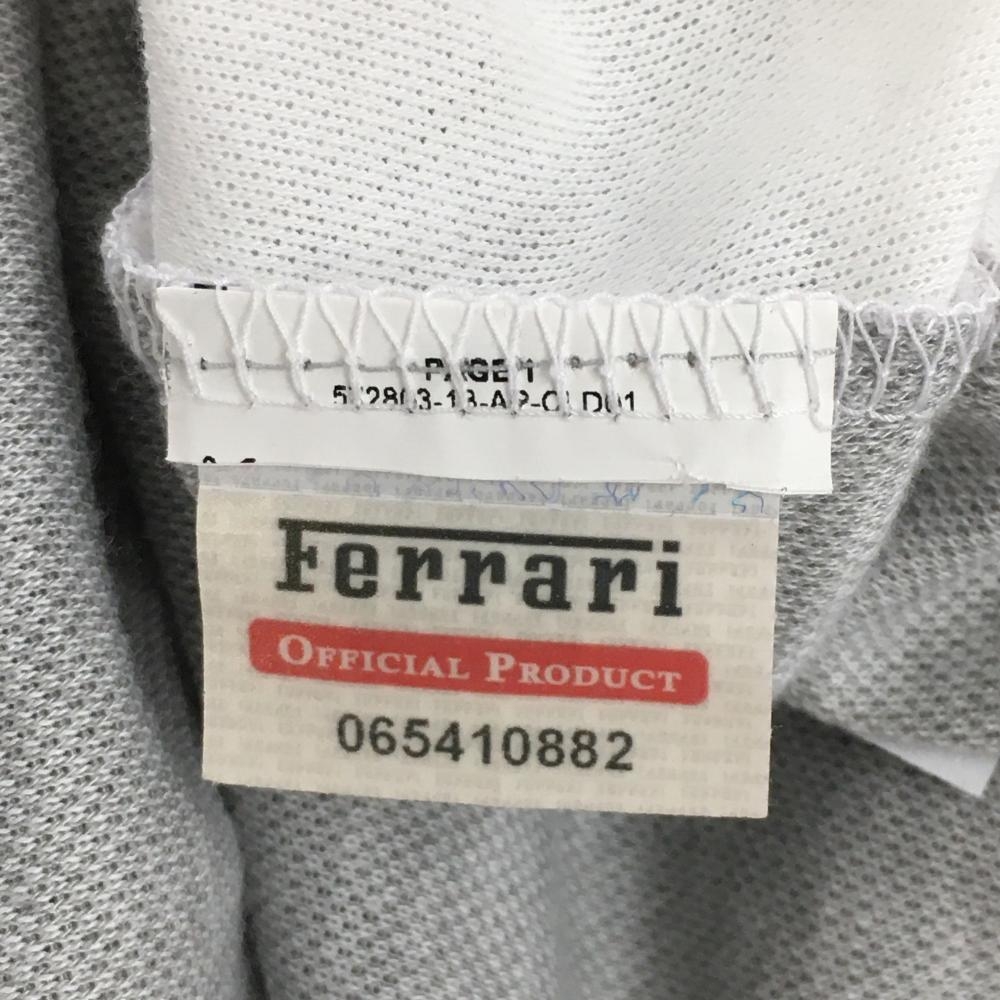 PAGE 1
Ferrari
OFFICIAL PRODUCT
065410882